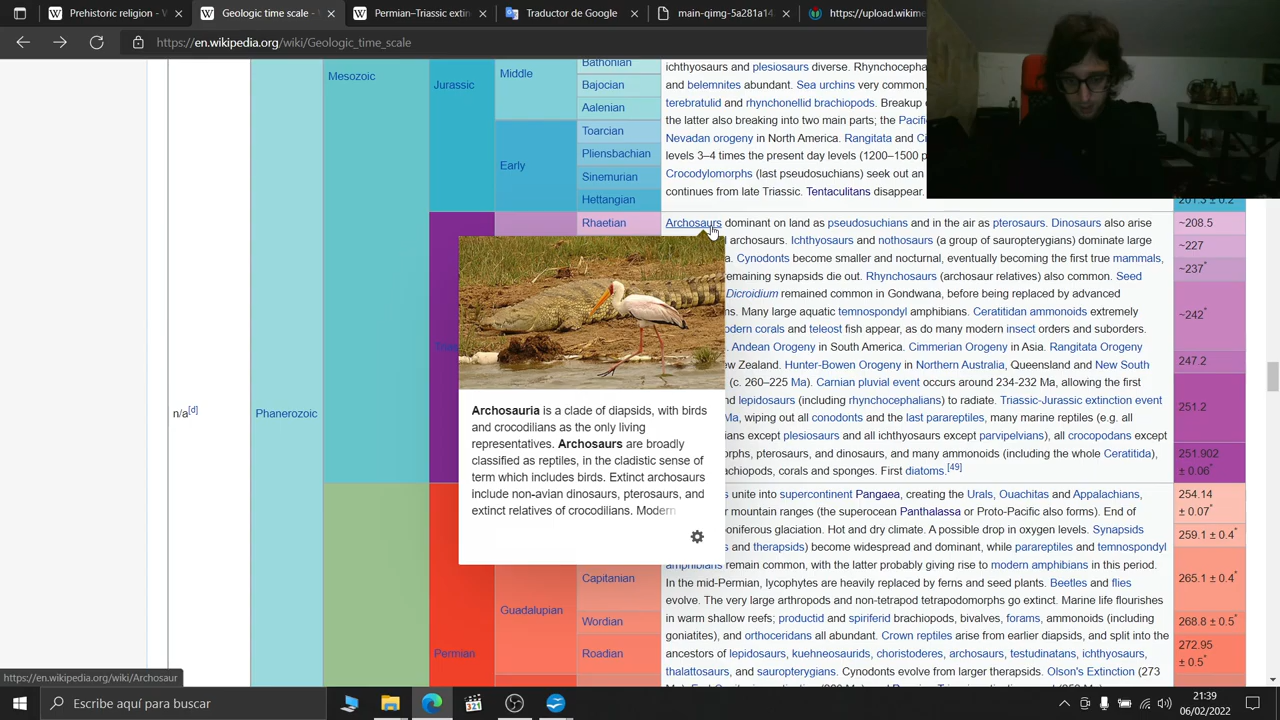 Prehistoric religion - W
Geologic time scale - W
Permian–Triassic extin
Traductor de Google
main-qimg-5a281a14
https://upload.wikimed
https://en.wikipedia.org/wiki/Geologic_time_scale
n/a[d]
Phanerozoic
Mesozoic
Jurassic
Middle
Bathonian
Bajocian
Aalenian
Early
Toarcian
Pliensbachian
Sinemurian
Hettangian
ichthyosaurs and plesiosaurs diverse. Rhynchocepha
and belemnites abundant. Sea urchins very common,
terebratulid and rhynchonellid brachiopods. Breakup
the latter also breaking into two main parts; the Pacifi
Nevadan orogeny in North America. Rangitata and Ci
levels 3–4 times the present day levels (1200–1500 p
Crocodylomorphs (last pseudosuchians) seek out an
continues from late Triassic. Tentaculitans disappear.
201.3 ± 0.2
Rhaetian
Archosaurs dominant on land as pseudosuchians and in the air as pterosaurs. Dinosaurs also arise
archosaurs. Ichthyosaurs and nothosaurs (a group of sauropterygians) dominate large
a. Cynodonts become smaller and nocturnal, eventually becoming the first true mammals,
emaining synapsids die out. Rhynchosaurs (archosaur relatives) also common. Seed
Dicroidium remained common in Gondwana, before being replaced by advanced
ns. Many large aquatic temnospondyl amphibians. Ceratitidan ammonoids extremely
odern corals and teleost fish appear, as do many modern insect orders and suborders.
Andean Orogeny in South America. Cimmerian Orogeny in Asia. Rangitata Orogeny
ew Zealand. Hunter-Bowen Orogeny in Northern Australia, Queensland and New South
(c. 260–225 Ma). Carnian pluvial event occurs around 234-232 Ma, allowing the first
nd lepidosaurs (including rhynchocephalians) to radiate. Triassic-Jurassic extinction event
Ma, wiping out all conodonts and the last parareptiles, many marine reptiles (e.g. all
ians except plesiosaurs and all ichthyosaurs except parvipelvians), all crocopodans except
orphs, pterosaurs, and dinosaurs, and many ammonoids (including the whole Ceratitida),
achiopods, corals and sponges. First diatoms.[49]
~208.5
~227
~237*
~242*
247.2
251.2
251.902
± 0.06*
Archosauria is a clade of diapsids, with birds
and crocodilians as the only living
representatives. Archosaurs are broadly
classified as reptiles, in the cladistic sense of
term which includes birds. Extinct archosaurs
include non-avian dinosaurs, pterosaurs, and
extinct relatives of crocodilians. Modern
Permian
Guadalupian
Capitanian
Wordian
Roadian
s unite into supercontinent Pangaea, creating the Urals, Ouachitas and Appalachians,
r mountain ranges (the superocean Panthalassa or Proto-Pacific also forms). End of
oniferous glaciation. Hot and dry climate. A possible drop in oxygen levels. Synapsids
s and therapsids) become widespread and dominant, while parareptiles and temnospondyl
amphibians remain common, with the latter probably giving rise to modern amphibians in this period.
In the mid-Permian, lycophytes are heavily replaced by ferns and seed plants. Beetles and flies
evolve. The very large arthropods and non-tetrapod tetrapodomorphs go extinct. Marine life flourishes
in warm shallow reefs; productid and spiriferid brachiopods, bivalves, forams, ammonoids (including
goniatites), and orthoceridans all abundant. Crown reptiles arise from earlier diapsids, and split into the
ancestors of lepidosaurs, kuehneosaurids, choristoderes, archosaurs, testudinatans, ichthyosaurs,
thalattosaurs, and sauropterygians. Cynodonts evolve from larger therapsids. Olson's Extinction (273
254.14
± 0.07*
259.1 ± 0.4*
265.1 ± 0.4*
268.8 ± 0.5*
272.95
± 0.5*
https://en.wikipedia.org/wiki/Archosaur
Escribe aquí para buscar
321
21:39
06/02/2022